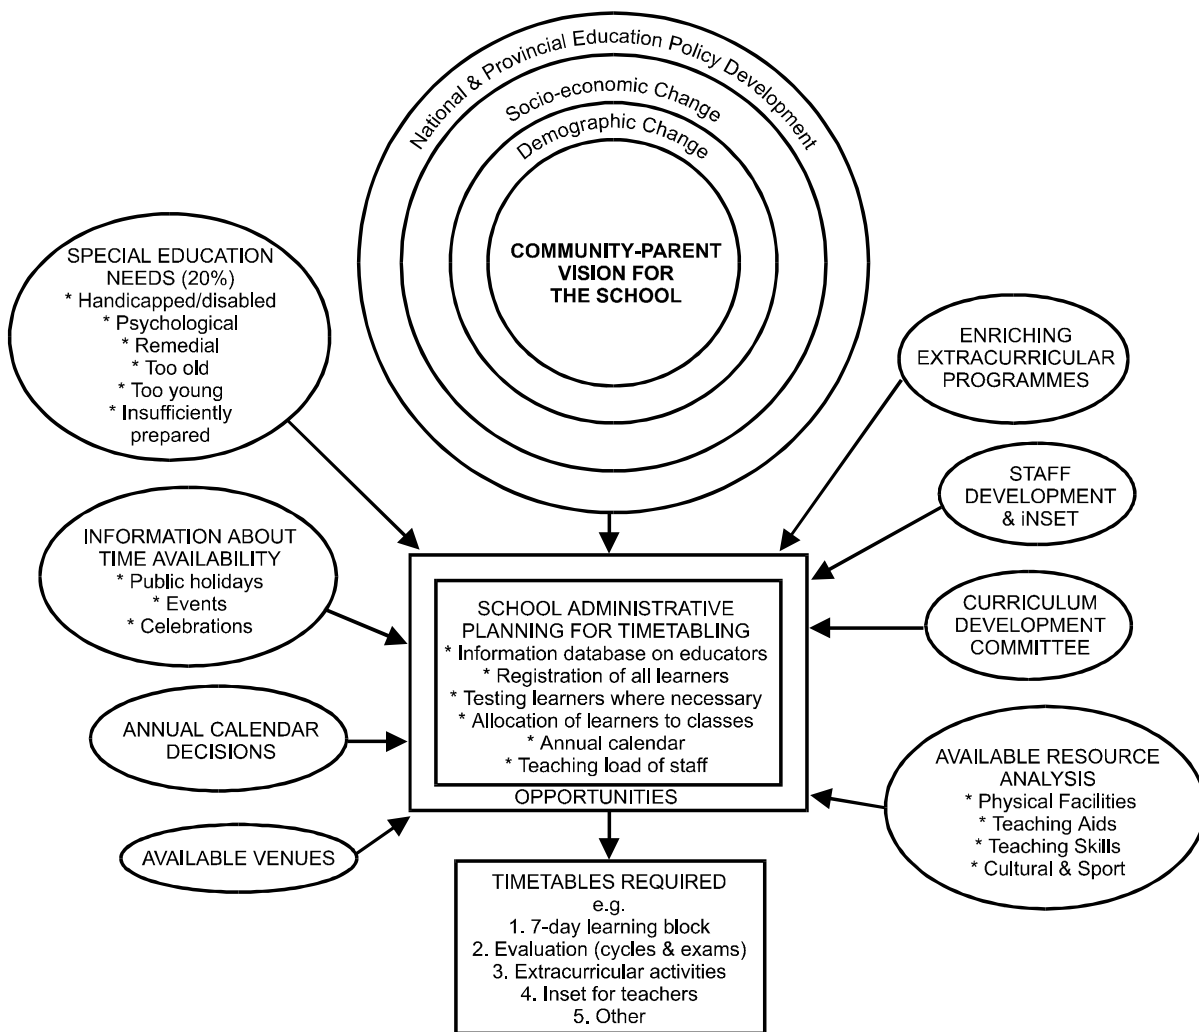 National & Provincial Education Policy Development
Socio-economic Change
Demographic Change
COMMUNITY-PARENT
VISION FOR
THE SCHOOL
SPECIAL EDUCATION
NEEDS (20%)
* Handicapped/disabled
* Psychological
* Remedial
* Too old
* Too young
* Insufficiently
prepared
INFORMATION ABOUT
TIME AVAILABILITY
* Public holidays
* Events
* Celebrations
ANNUAL CALENDAR
DECISIONS
AVAILABLE VENUES
ENRICHING
EXTRACURRICULAR
PROGRAMMES
STAFF
DEVELOPMENT
& iNSET
CURRICULUM
DEVELOPMENT
COMMITTEE
AVAILABLE RESOURCE
ANALYSIS
* Physical Facilities
* Teaching Aids
* Teaching Skills
* Cultural & Sport
SCHOOL ADMINISTRATIVE
PLANNING FOR TIMETABLING
* Information database on educators
* Registration of all learners
* Testing learners where necessary
* Allocation of learners to classes
* Annual calendar
* Teaching load of staff
OPPORTUNITIES
TIMETABLES REQUIRED
e.g.
1. 7-day learning block
2. Evaluation (cycles & exams)
3. Extracurricular activities
4. Inset for teachers
5. Other